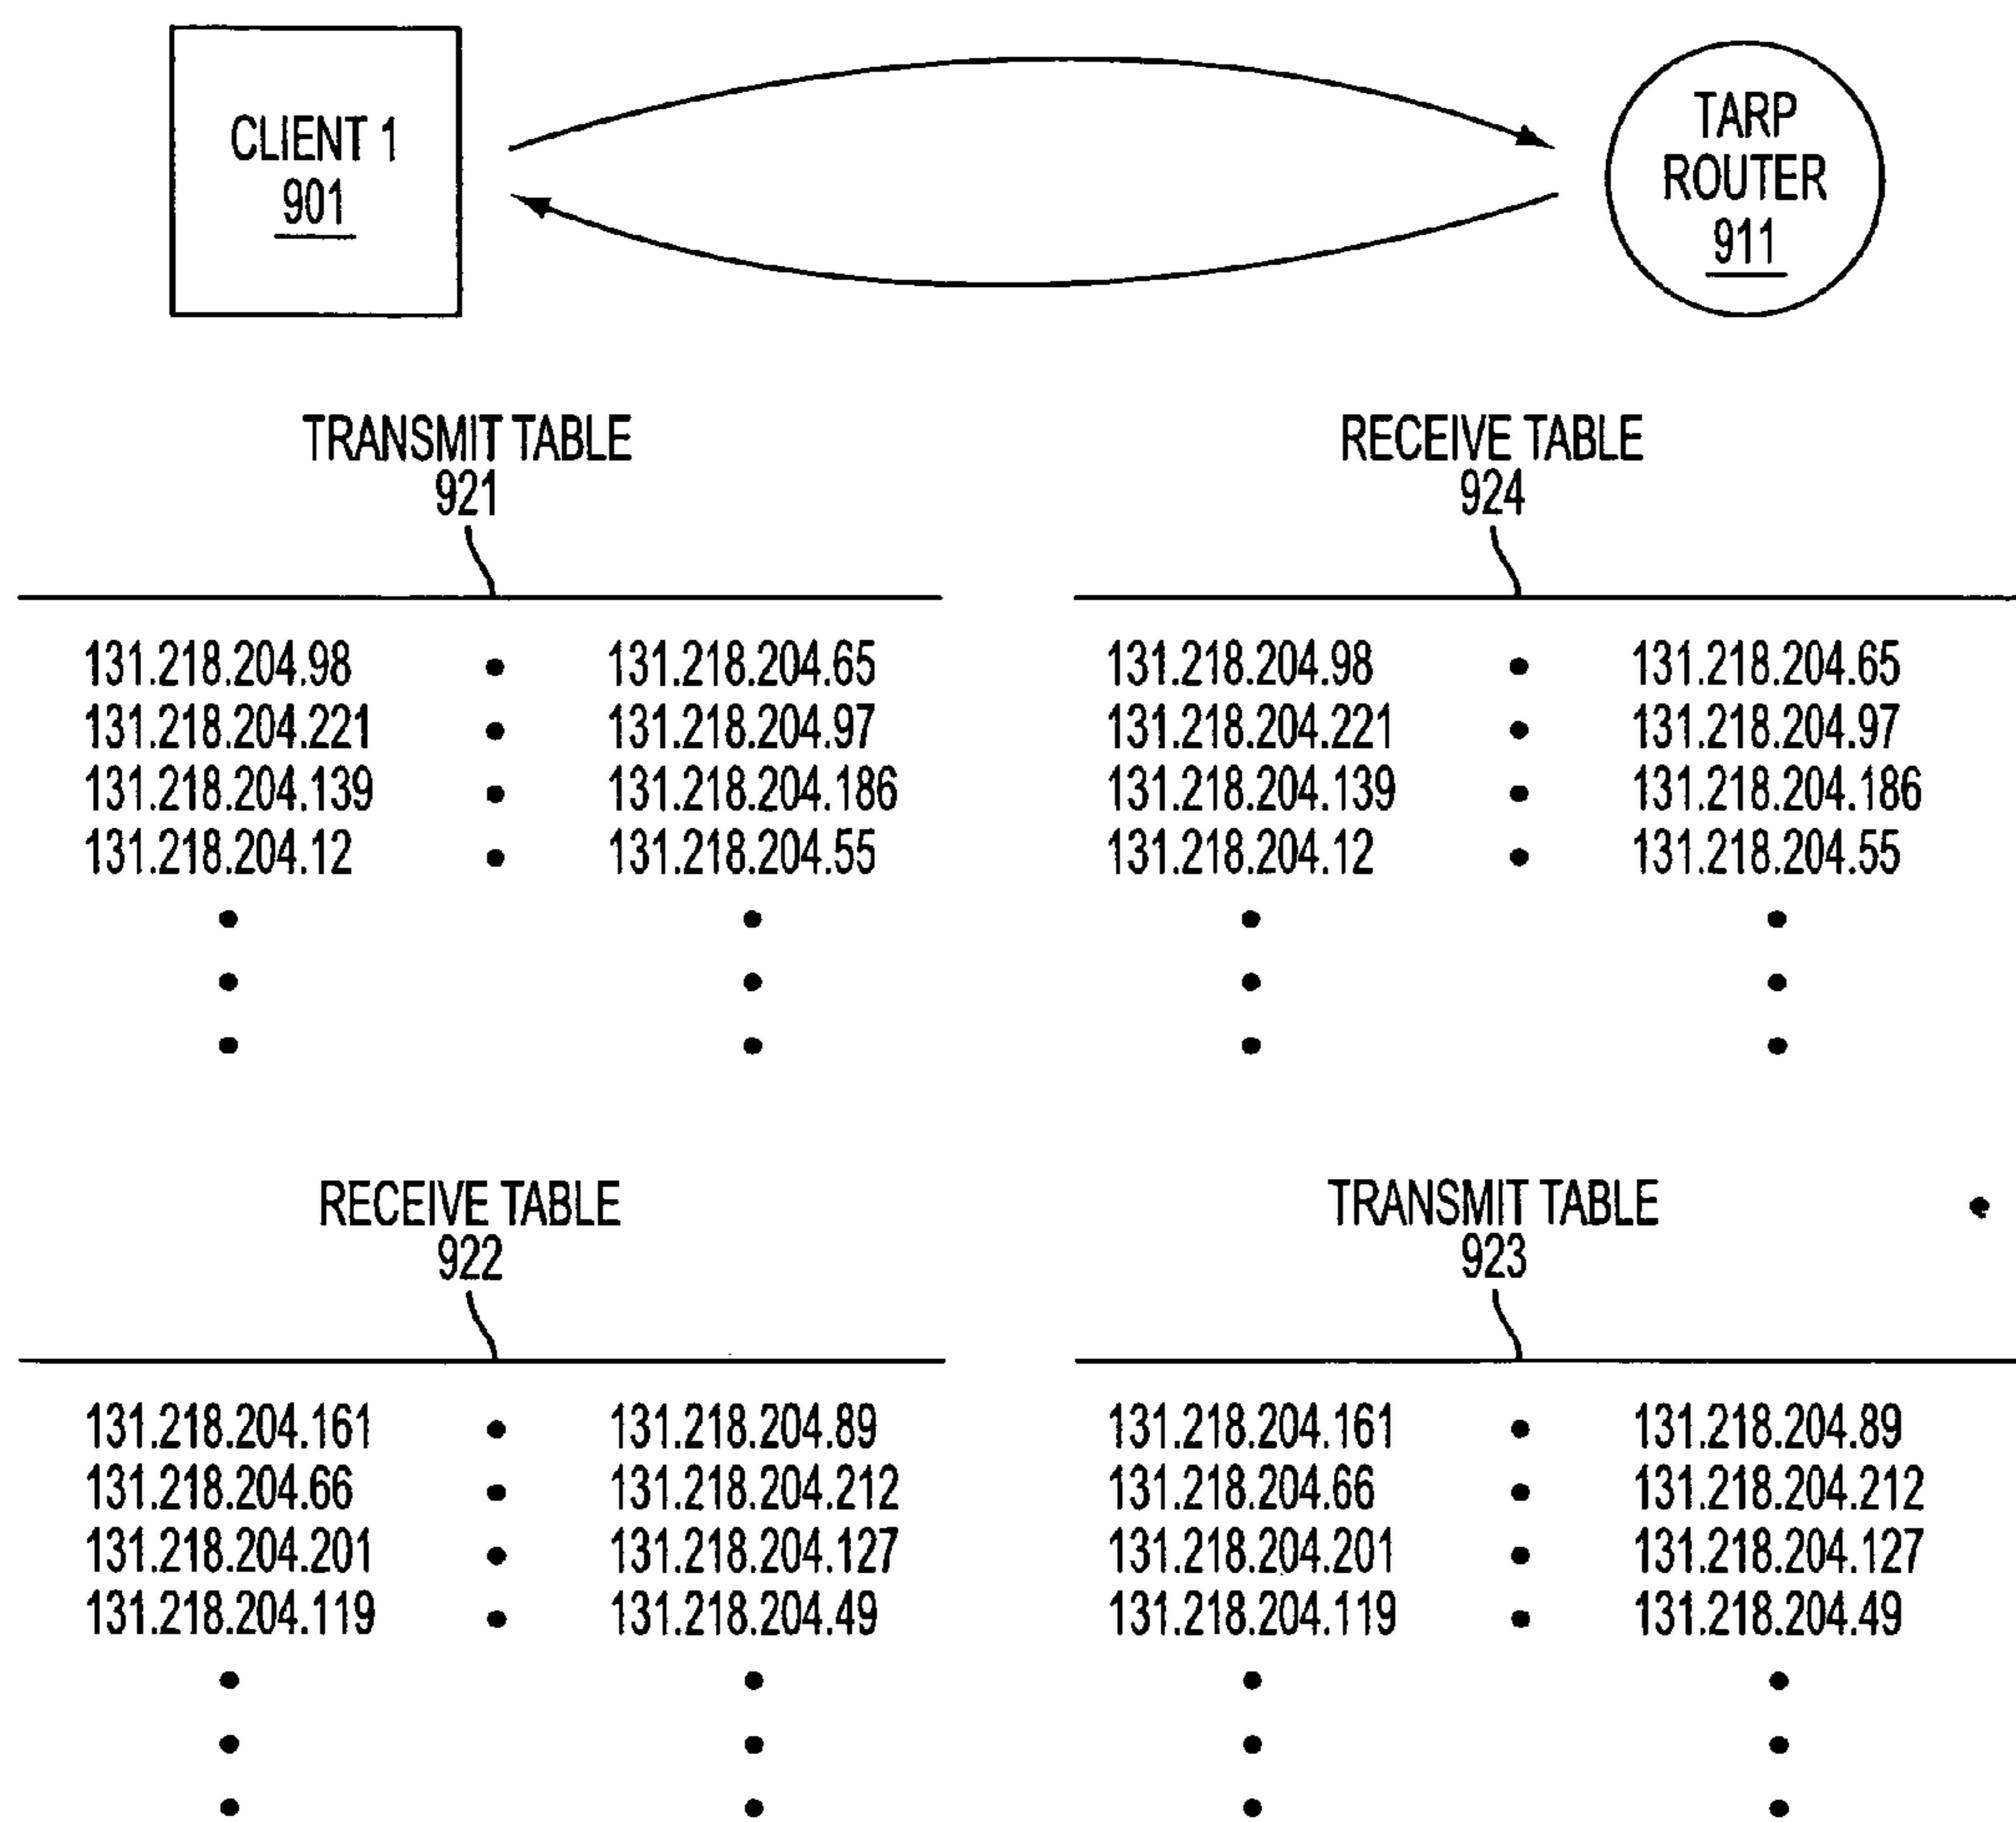 CLIENT 1
901
TARP
ROUTER
911
TRANSMIT TABLE
921
RECEIVE TABLE
924
131.218.204.98 • 131.218.204.65
131.218.204.221 • 131.218.204.97
131.218.204.139 • 131.218.204.186
131.218.204.12 • 131.218.204.55
131.218.204.98 • 131.218.204.65
131.218.204.221 • 131.218.204.97
131.218.204.139 • 131.218.204.186
131.218.204.12 • 131.218.204.55
RECEIVE TABLE
922
TRANSMIT TABLE
923
131.218.204.161 • 131.218.204.89
131.218.204.66 • 131.218.204.212
131.218.204.201 • 131.218.204.127
131.218.204.119 • 131.218.204.49
131.218.204.161 • 131.218.204.89
131.218.204.66 • 131.218.204.212
131.218.204.201 • 131.218.204.127
131.218.204.119 • 131.218.204.49